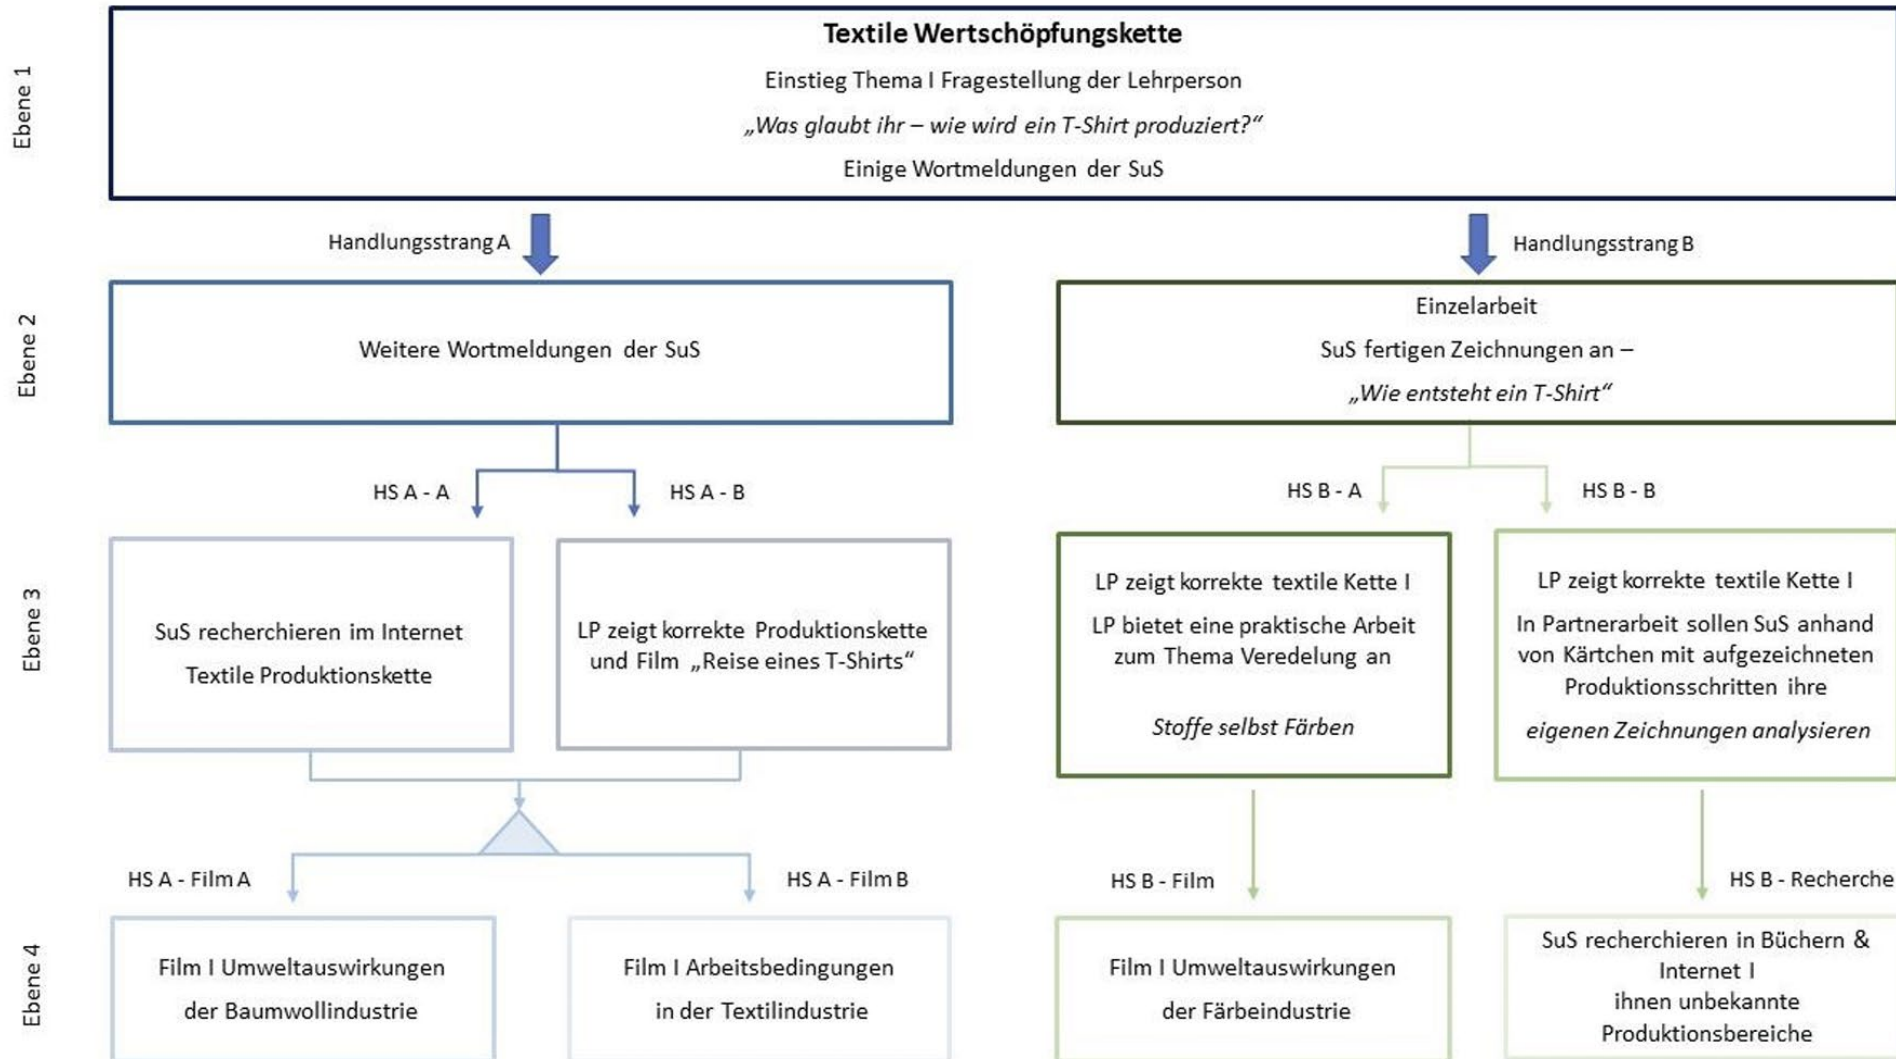 Ebene 1
Textile Wertschöpfungskette
Einstieg Thema I Fragestellung der Lehrperson
„Was glaubt ihr – wie wird ein T-Shirt produziert?“
Einige Wortmeldungen der SuS
Handlungsstrang A
Handlungsstrang B
Ebene 2
Weitere Wortmeldungen der SuS
Einzelarbeit
SuS fertigen Zeichnungen an –
„Wie entsteht ein T-Shirt“
HS A - A
HS A - B
HS B - A
HS B - B
Ebene 3
SuS recherchieren im Internet
Textile Produktionskette
LP zeigt korrekte Produktionskette
und Film „Reise eines T-Shirts“
LP zeigt korrekte textile Kette I
LP bietet eine praktische Arbeit
zum Thema Veredelung an
Stoffe selbst Färben
LP zeigt korrekte textile Kette I
In Partnerarbeit sollen SuS anhand
von Kärtchen mit aufgezeichneten
Produktionsschritten ihre
eigenen Zeichnungen analysieren
HS A - Film A
HS A - Film B
HS B - Film
HS B - Recherche
Ebene 4
Film I Umweltauswirkungen
der Baumwollindustrie
Film I Arbeitsbedingungen
in der Textilindustrie
Film I Umweltauswirkungen
der Färbeindustrie
SuS recherchieren in Büchern &
Internet I
ihnen unbekannte
Produktionsbereiche